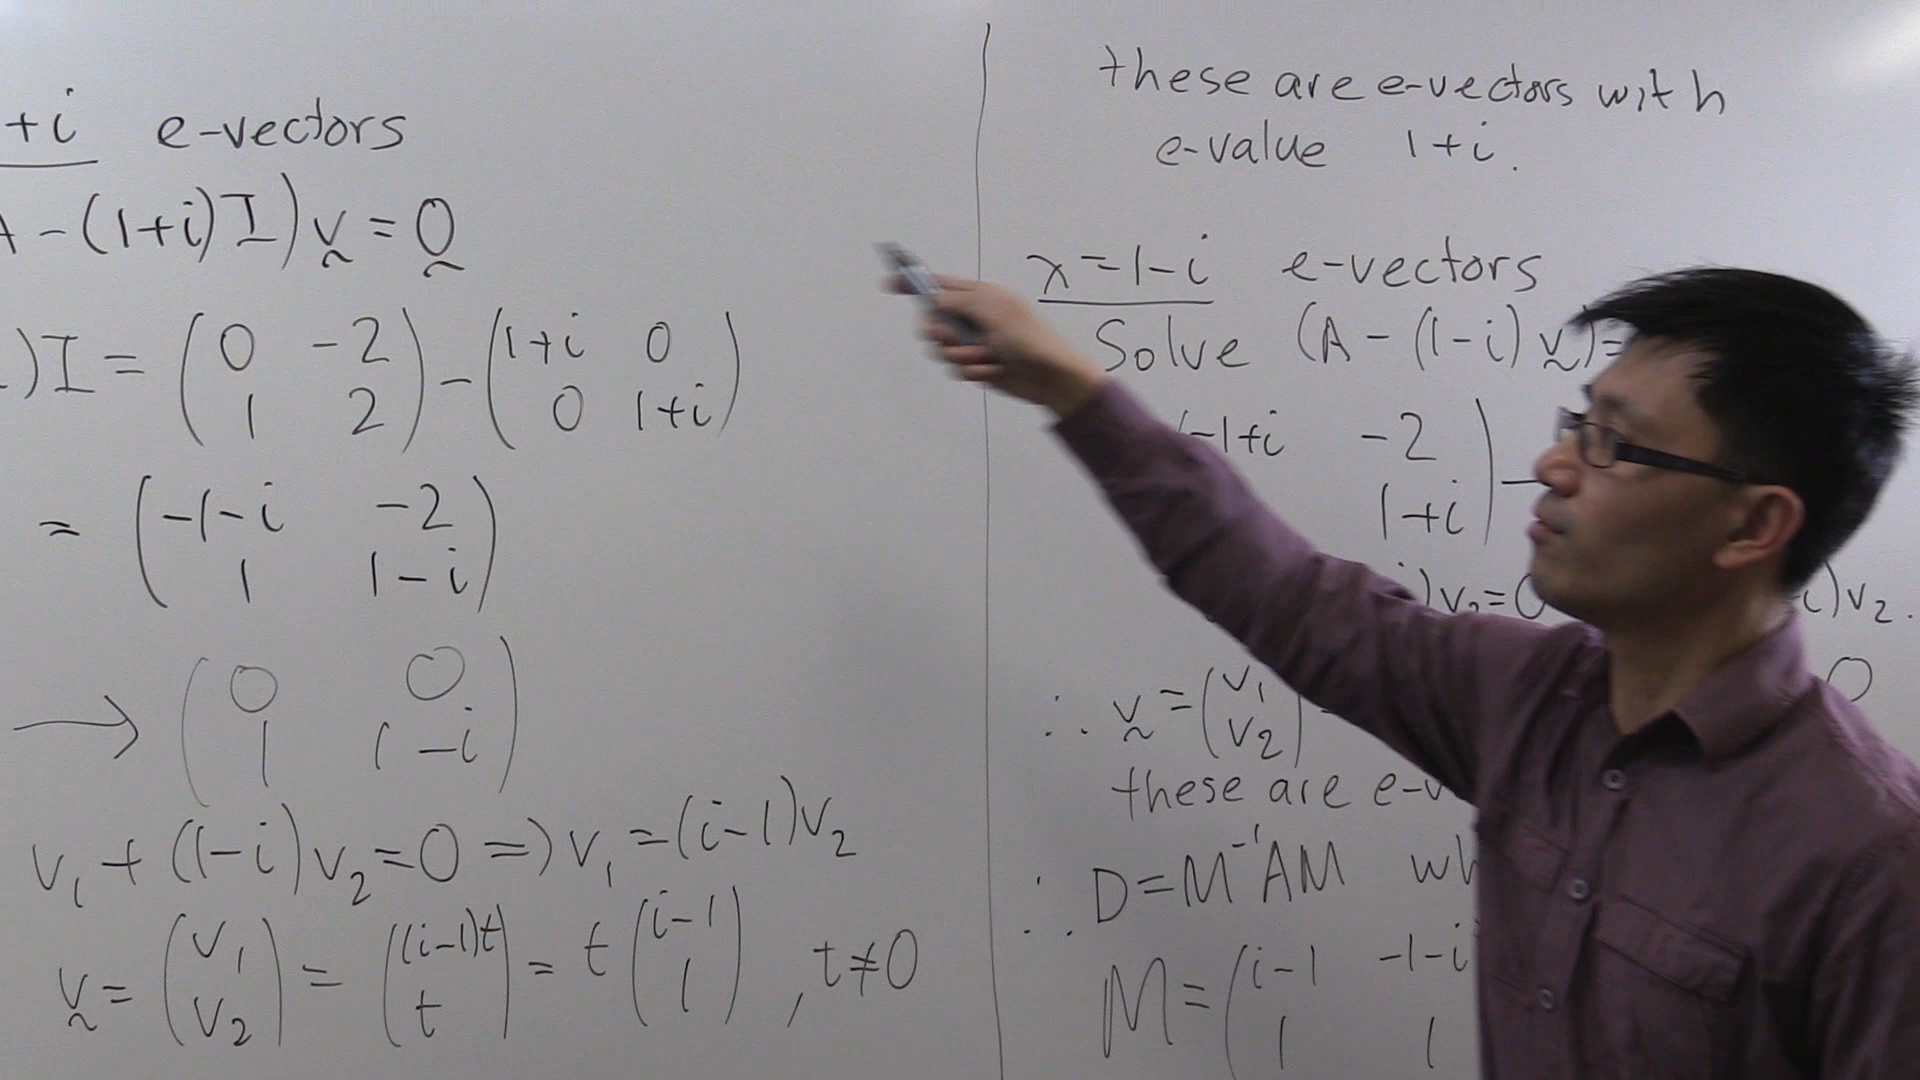 +i e-vectors
A-(1+i)I)v=0
)I = (0 -2
1 2) - (1+i 0
0 1+i)
= (-1-i -2
1 1-i)
→ (0 0
1 1-i)
v₁+(1-i)v₂=0 => v₁=(i-1)v₂
v = (v₁
v₂) = ((i-1)t
t) = t(i-1
1), t≠0
these are e-vectors with
e-value 1+i.
λ=1-i e-vectors
Solve (A-(1-i)v)=
(-1+i -2
1+i)-
i)v₂=0 i)v₂.
∴ v=(v₁
v₂) 0
these are e-v
∴ D=M⁻¹AM wh
M=(i-1 -1-i
1 1